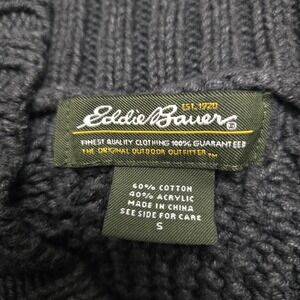 EST. 1920
Eddie Bauer
FINEST QUALITY CLOTHING 100% GUARANTEED
THE ORIGINAL OUTDOOR OUTFITTER ™
60% COTTON
40% ACRYLIC
MADE IN CHINA
SEE SIDE FOR CARE
S